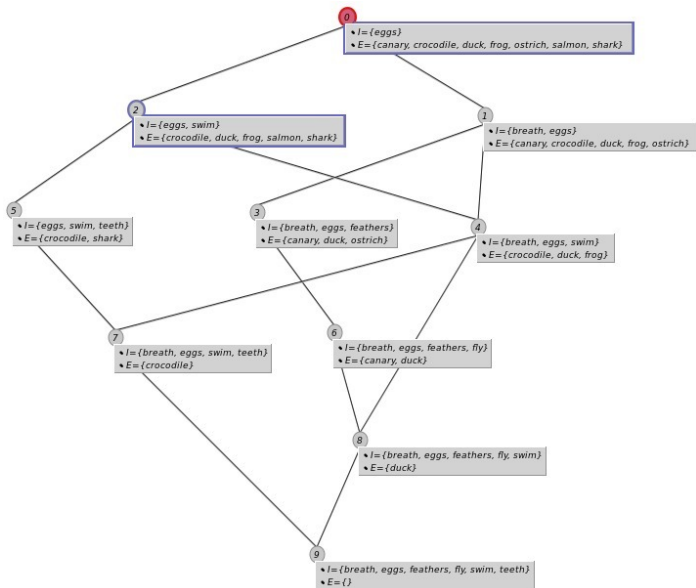 0
I={eggs}
E={canary, crocodile, duck, frog, ostrich, salmon, shark}
2
I={eggs, swim}
E={crocodile, duck, frog, salmon, shark}
1
I={breath, eggs}
E={canary, crocodile, duck, frog, ostrich}
5
I={eggs, swim, teeth}
E={crocodile, shark}
3
I={breath, eggs, feathers}
E={canary, duck, ostrich}
4
I={breath, eggs, swim}
E={crocodile, duck, frog}
7
I={breath, eggs, swim, teeth}
E={crocodile}
6
I={breath, eggs, feathers, fly}
E={canary, duck}
8
I={breath, eggs, feathers, fly, swim}
E={duck}
9
I={breath, eggs, feathers, fly, swim, teeth}
E={}